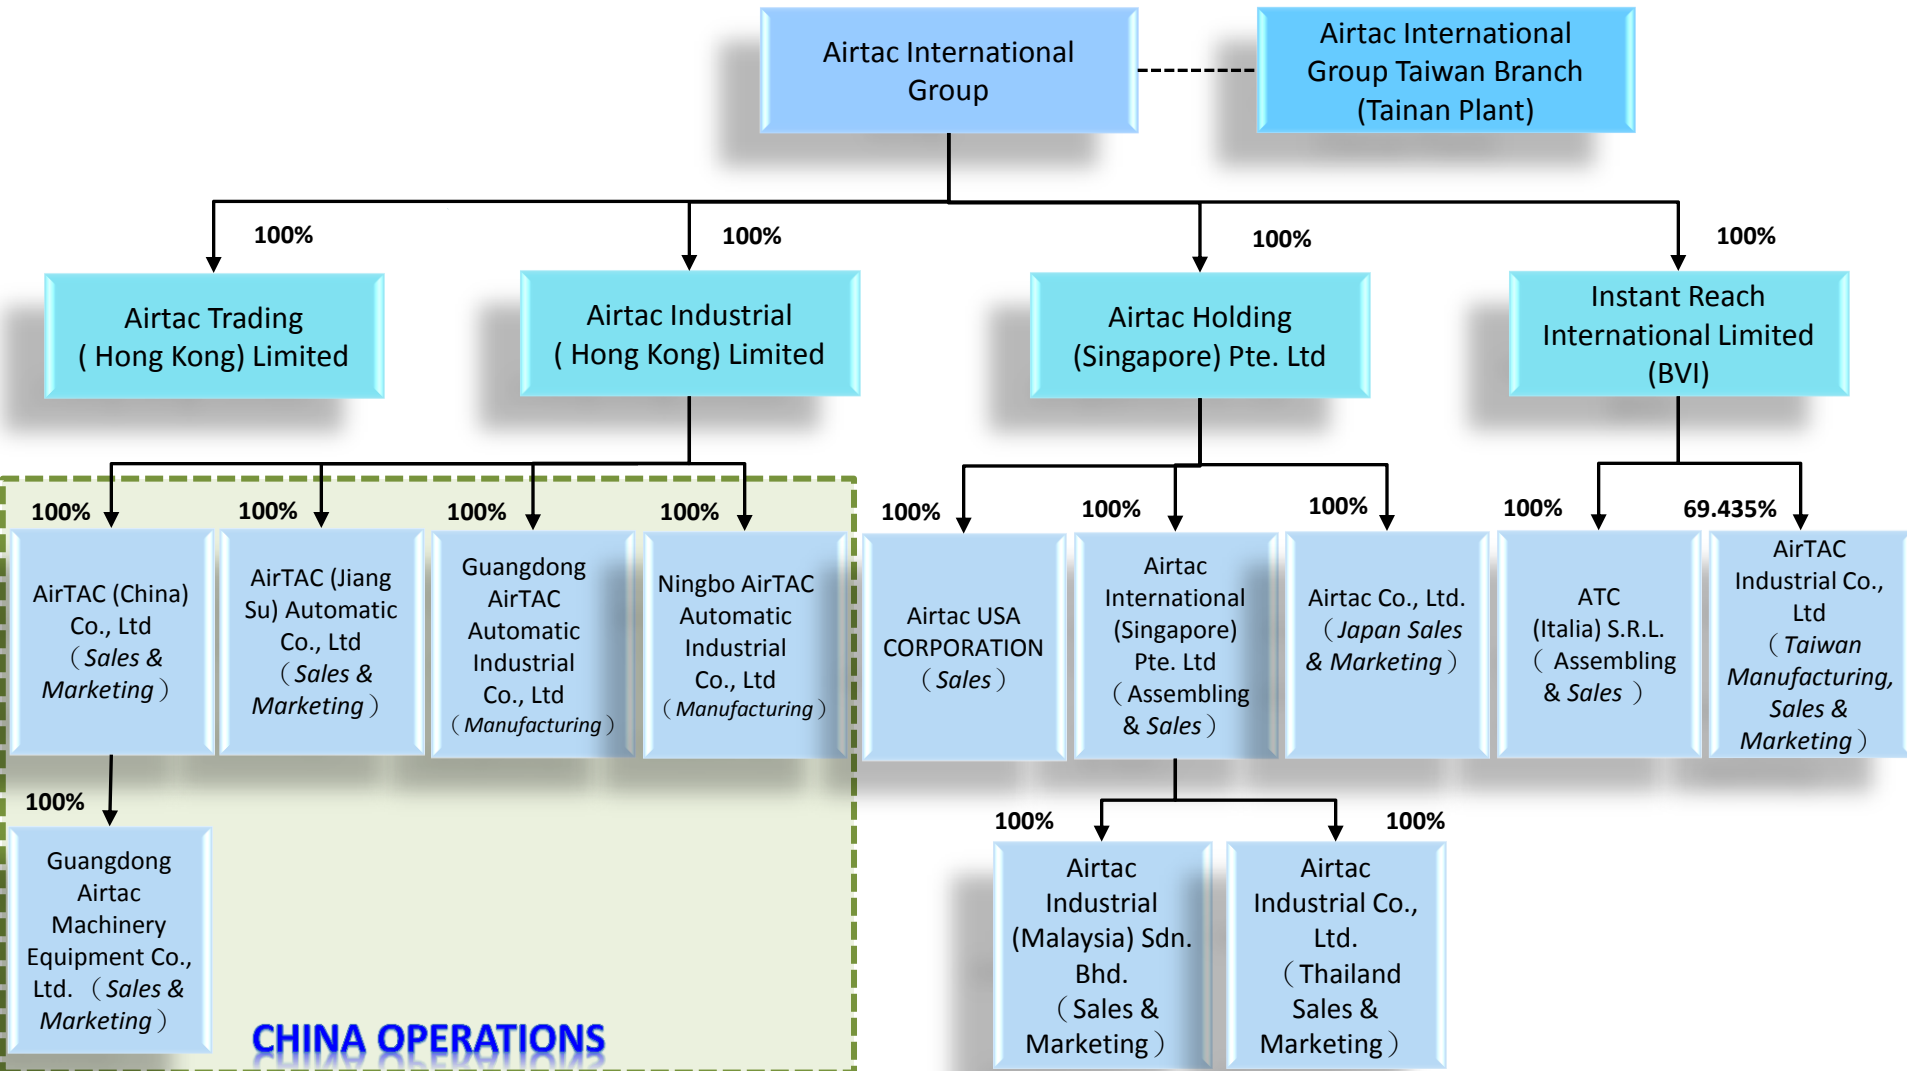 Airtac International
Group
Airtac International
Group Taiwan Branch
(Tainan Plant)
100%
100%
100%
100%
Airtac Trading
( Hong Kong) Limited
Airtac Industrial
( Hong Kong) Limited
Airtac Holding
(Singapore) Pte. Ltd
Instant Reach
International Limited
(BVI)
100%
100%
100%
100%
100%
100%
100%
100%
69.435%
AirTAC (China)
Co., Ltd
（Sales &
Marketing）
AirTAC (Jiang
Su) Automatic
Co., Ltd
（Sales &
Marketing）
Guangdong
AirTAC
Automatic
Industrial
Co., Ltd
（Manufacturing）
Ningbo AirTAC
Automatic
Industrial
Co., Ltd
（Manufacturing）
Airtac USA
CORPORATION
（Sales）
Airtac
International
(Singapore)
Pte. Ltd
（Assembling
& Sales）
Airtac Co., Ltd.
（Japan Sales
& Marketing）
ATC
(Italia) S.R.L.
（ Assembling
& Sales ）
AirTAC
Industrial Co.,
Ltd
（Taiwan
Manufacturing,
Sales &
Marketing）
100%
100%
100%
Guangdong
Airtac
Machinery
Equipment Co.,
Ltd. （Sales &
Marketing）
Airtac
Industrial
(Malaysia) Sdn.
Bhd.
（Sales &
Marketing）
Airtac
Industrial Co.,
Ltd.
（Thailand
Sales &
Marketing）
CHINA OPERATIONS